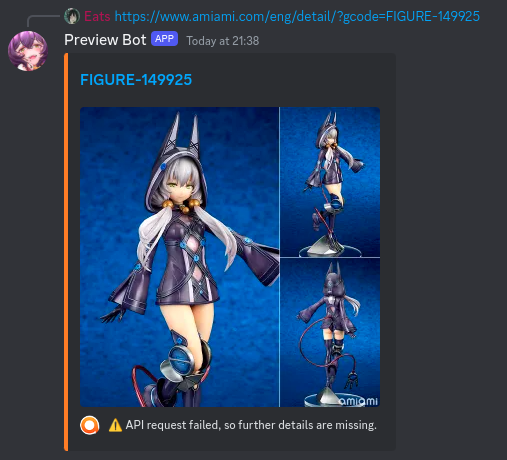 Eats https://www.amiami.com/eng/detail/?gcode=FIGURE-149925
Preview Bot APP Today at 21:38
FIGURE-149925
amiami
⚠️ API request failed, so further details are missing.